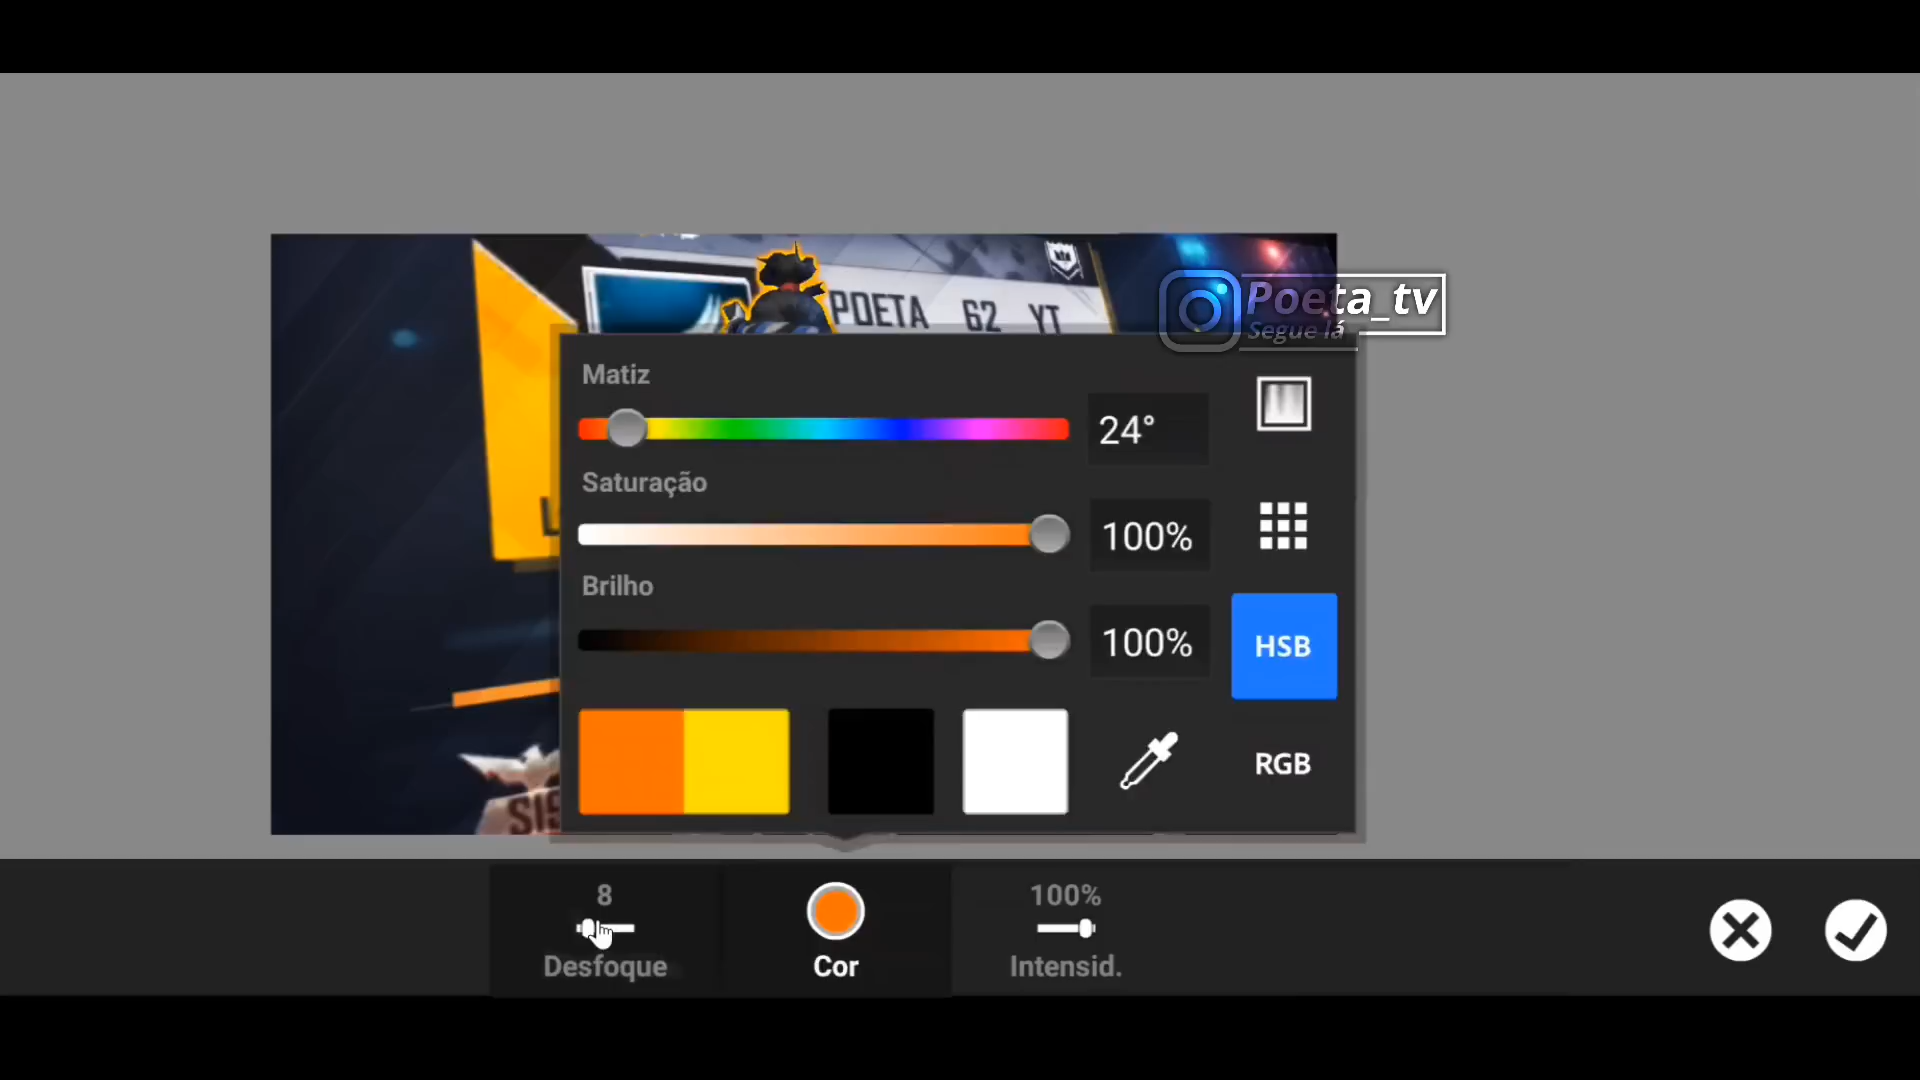 POETA 62 YT
Poeta_tv
Segue lá
Matiz
24°
Saturação
100%
Brilho
100%
HSB
RGB
8
100%
Desfoque
Cor
Intensid.